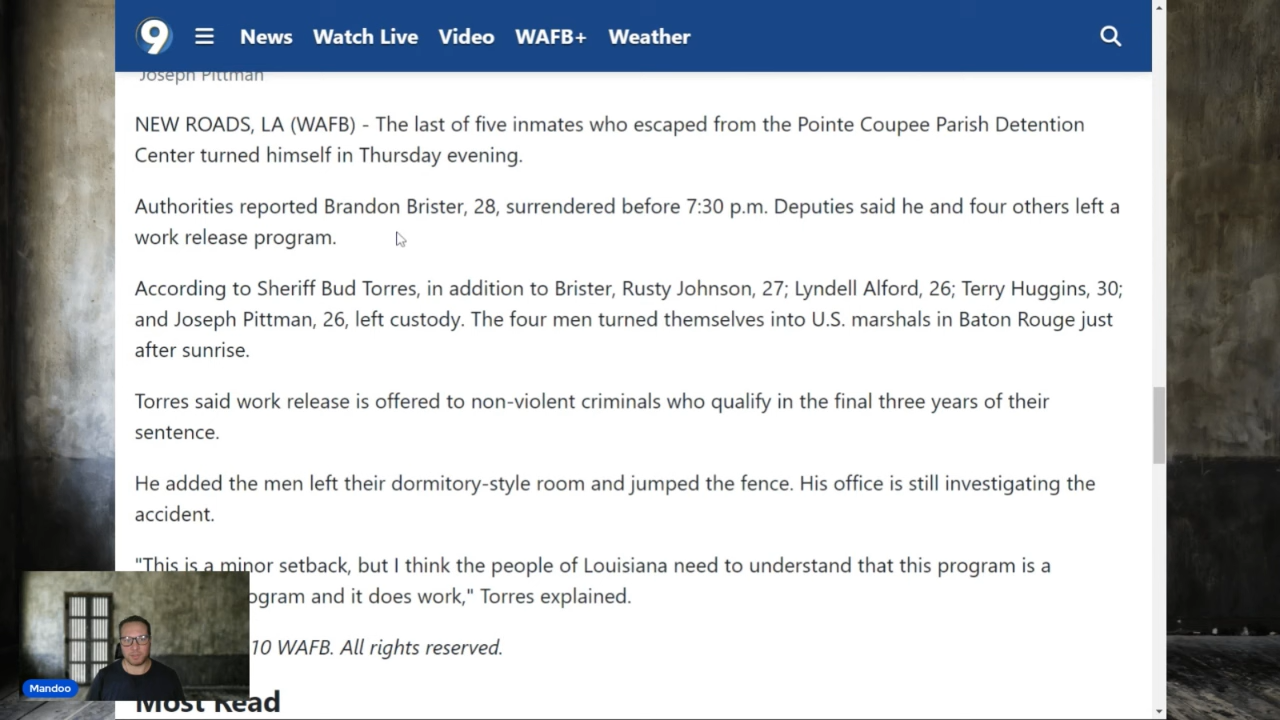 9 ☰ News Watch Live Video WAFB+ Weather
Joseph Pittman
NEW ROADS, LA (WAFB) - The last of five inmates who escaped from the Pointe Coupee Parish Detention
Center turned himself in Thursday evening.
Authorities reported Brandon Brister, 28, surrendered before 7:30 p.m. Deputies said he and four others left a
work release program.
According to Sheriff Bud Torres, in addition to Brister, Rusty Johnson, 27; Lyndell Alford, 26; Terry Huggins, 30;
and Joseph Pittman, 26, left custody. The four men turned themselves into U.S. marshals in Baton Rouge just
after sunrise.
Torres said work release is offered to non-violent criminals who qualify in the final three years of their
sentence.
He added the men left their dormitory-style room and jumped the fence. His office is still investigating the
accident.
"This is a minor setback, but I think the people of Louisiana need to understand that this program is a
ogram and it does work," Torres explained.
10 WAFB. All rights reserved.
Mandoo
Most Read